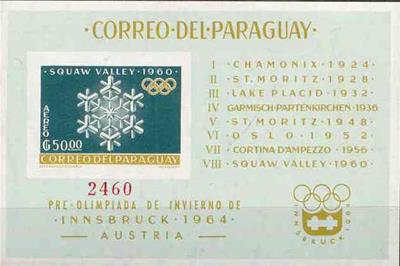 ·CORREO·DEL·PARAGUAY·
·SQUAW VALLEY·1960·
AEREO
₲50.00
CORREO DEL PARAGUAY
I CHAMONIX·1924
II ST. MORITZ·1928
III LAKE PLACID·1932
IV GARMISCH-PARTENKIRCHEN·1936
V ST. MORITZ·1948
VI OSLO·1952
VII CORTINA D'AMPEZZO·1956
VIII SQUAW VALLEY·1960
2460
PRE-OLIMPIADA DE INVIERNO DE
·INNSBRUCK·1964·
AUSTRIA
INNSBRUCK 1964